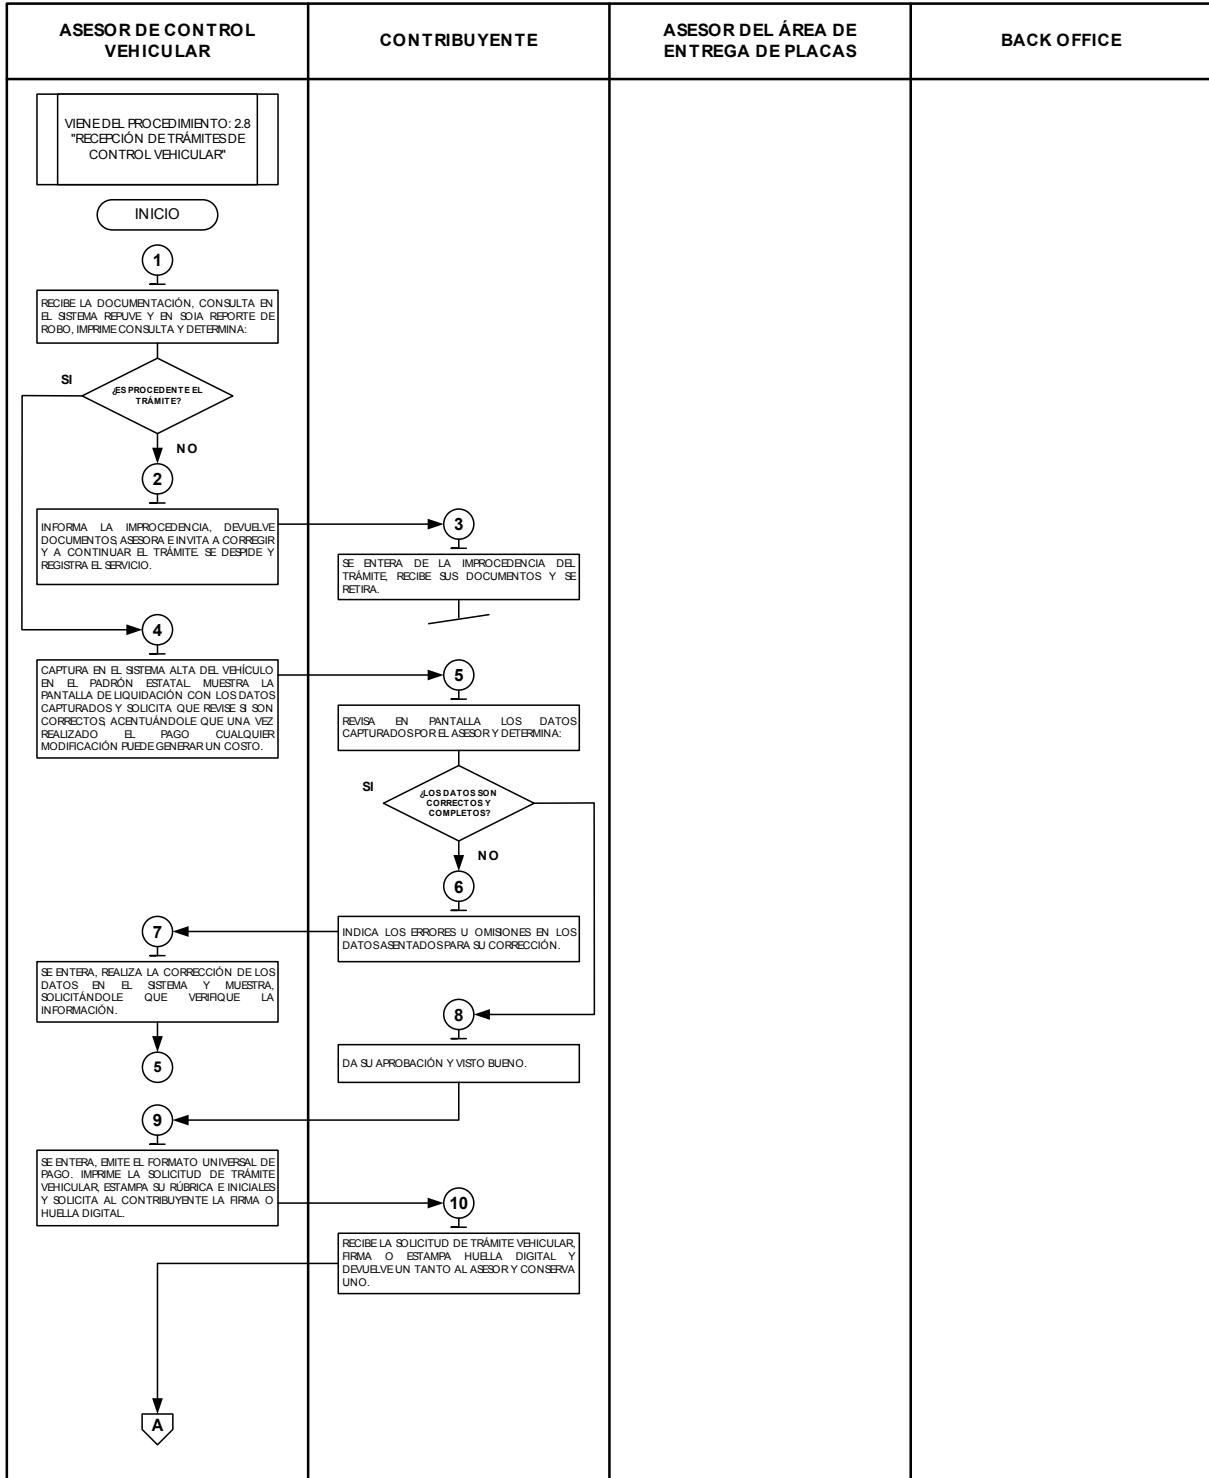 ASESOR DE CONTROL
VEHICULAR
CONTRIBUYENTE
ASESOR DEL ÁREA DE
ENTREGA DE PLACAS
BACK OFFICE
VIENE DEL PROCEDIMIENTO: 2.8
"RECEPCIÓN DE TRÁMITES DE
CONTROL VEHICULAR"
INICIO
1
RECIBE LA DOCUMENTACIÓN, CONSULTA EN
EL SISTEMA REPUVE Y EN SOIA REPORTE DE
ROBO, IMPRIME CONSULTA Y DETERMINA:
SI
¿ES PROCEDENTE EL
TRÁMITE?
NO
2
INFORMA LA IMPROCEDENCIA, DEVUELVE
DOCUMENTOS, ASESORA E INVITA A CORREGIR
Y A CONTINUAR EL TRÁMITE. SE DESPIDE Y
REGISTRA EL SERVICIO.
3
SE ENTERA DE LA IMPROCEDENCIA DEL
TRÁMITE, RECIBE SUS DOCUMENTOS Y SE
RETIRA.
4
CAPTURA EN EL SISTEMA ALTA DEL VEHÍCULO
EN EL PADRÓN ESTATAL. MUESTRA LA
PANTALLA DE LIQUIDACIÓN CON LOS DATOS
CAPTURADOS Y SOLICITA QUE REVISE SI SON
CORRECTOS, ACENTUÁNDOLE QUE UNA VEZ
REALIZADO EL PAGO CUALQUIER
MODIFICACIÓN PUEDE GENERAR UN COSTO.
5
REVISA EN PANTALLA LOS DATOS
CAPTURADOS POR EL ASESOR Y DETERMINA:
SI
¿LOS DATOS SON
CORRECTOS Y
COMPLETOS?
NO
6
INDICA LOS ERRORES U OMISIONES EN LOS
DATOS ASENTADOS PARA SU CORRECCIÓN.
7
SE ENTERA, REALIZA LA CORRECCIÓN DE LOS
DATOS EN EL SISTEMA Y MUESTRA,
SOLICITÁNDOLE QUE VERIFIQUE LA
INFORMACIÓN.
5
8
DA SU APROBACIÓN Y VISTO BUENO.
9
SE ENTERA, EMITE EL FORMATO UNIVERSAL DE
PAGO. IMPRIME LA SOLICITUD DE TRÁMITE
VEHICULAR, ESTAMPA SU RÚBRICA E INICIALES
Y SOLICITA AL CONTRIBUYENTE LA FIRMA O
HUELLA DIGITAL.
10
RECIBE LA SOLICITUD DE TRÁMITE VEHICULAR,
FIRMA O ESTAMPA HUELLA DIGITAL Y
DEVUELVE UN TANTO AL ASESOR Y CONSERVA
UNO.
A